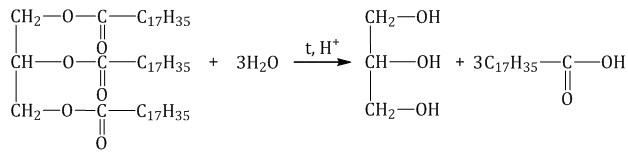 CH₂—O—C—C₁₇H₃₅
O
CH—O—C—C₁₇H₃₅ + 3H₂O t, H⁺ CH—OH + 3C₁₇H₃₅—C—OH
O
CH₂—O—C—C₁₇H₃₅
O
CH₂—OH
CH₂—OH
O